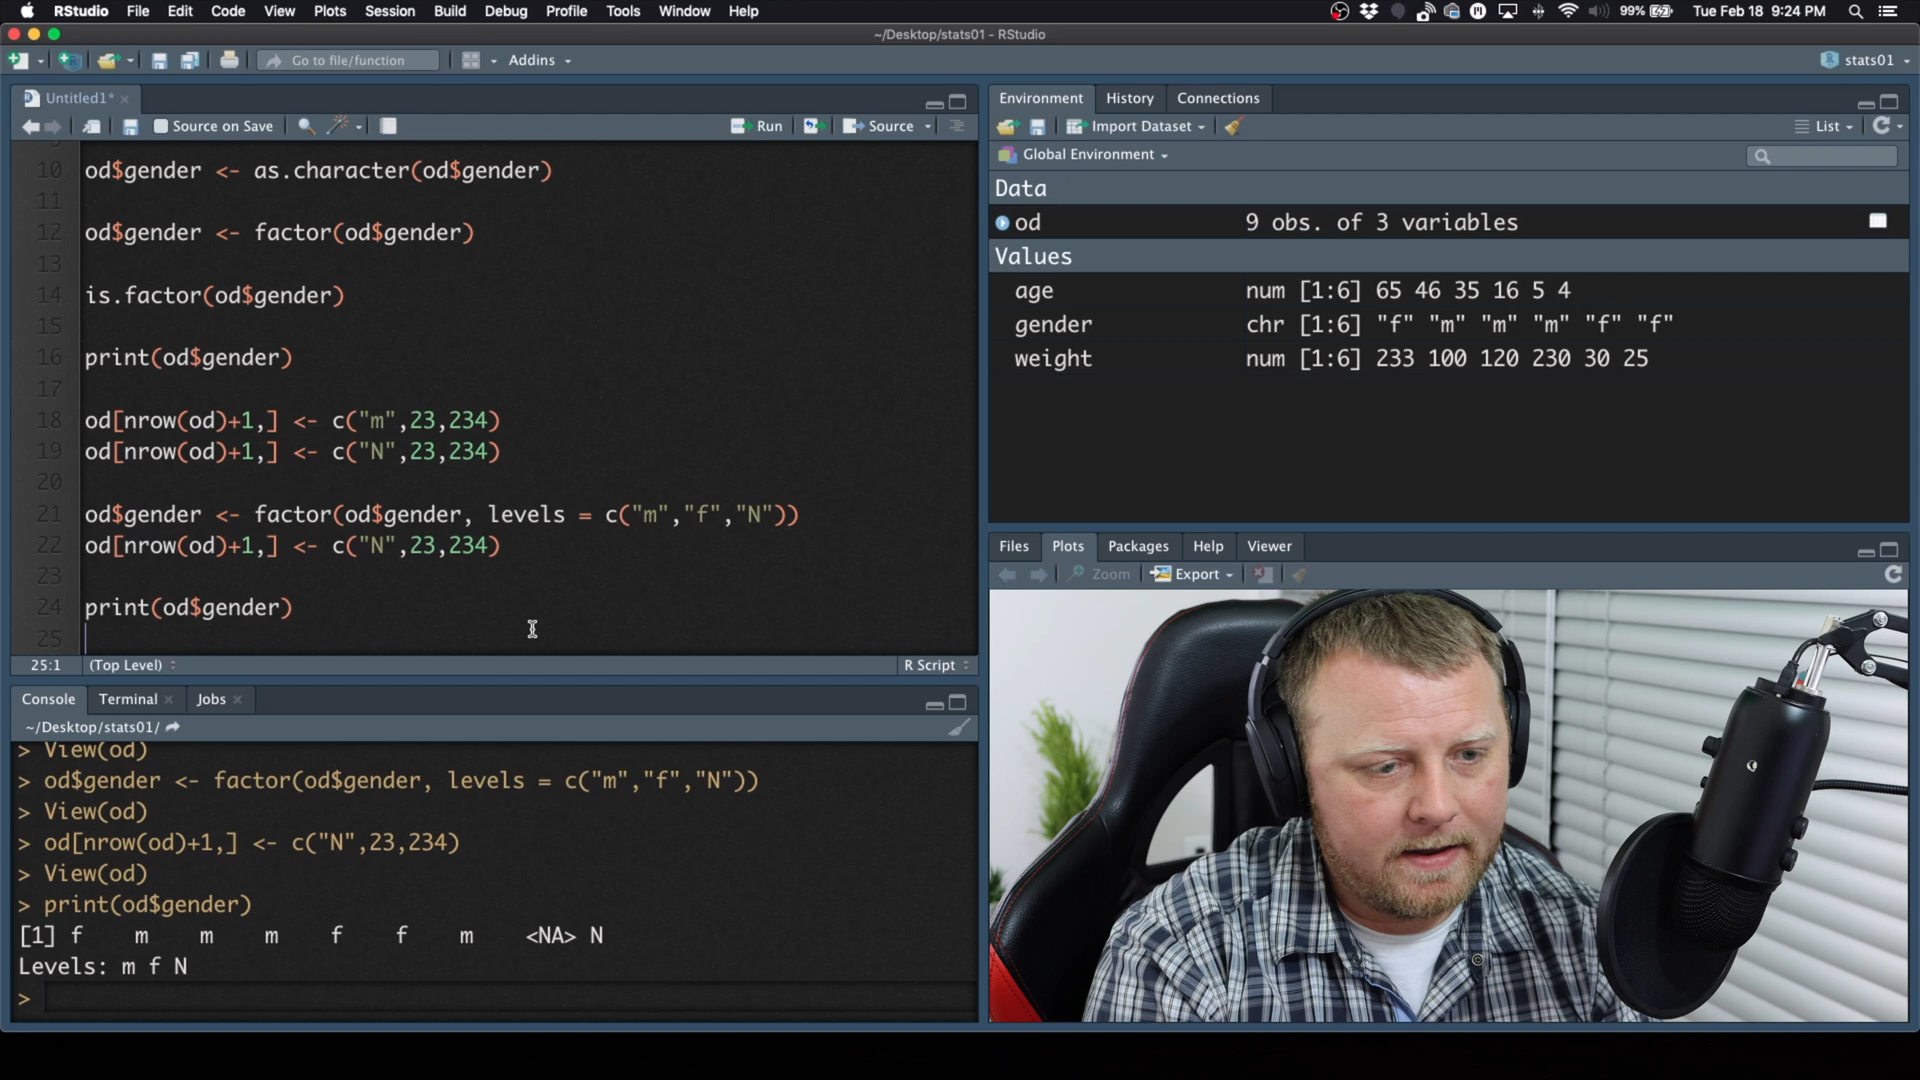 RStudio File Edit Code View Plots Session Build Debug Profile Tools Window Help 99% Tue Feb 18 9:24 PM
~/Desktop/stats01 - RStudio
Go to file/function Addins stats01
Untitled1*
Source on Save Run Source
10 od$gender <- as.character(od$gender)
11
12 od$gender <- factor(od$gender)
13
14 is.factor(od$gender)
15
16 print(od$gender)
17
18 od[nrow(od)+1,] <- c("m",23,234)
19 od[nrow(od)+1,] <- c("N",23,234)
20
21 od$gender <- factor(od$gender, levels = c("m","f","N"))
22 od[nrow(od)+1,] <- c("N",23,234)
23
24 print(od$gender)
25
25:1 (Top Level) R Script
Console Terminal Jobs
~/Desktop/stats01/
> View(od)
> od$gender <- factor(od$gender, levels = c("m","f","N"))
> View(od)
> od[nrow(od)+1,] <- c("N",23,234)
> View(od)
> print(od$gender)
[1] f m m m f f m <NA> N
Levels: m f N
>
Environment History Connections
Import Dataset List
Global Environment
Data
od 9 obs. of 3 variables
Values
age num [1:6] 65 46 35 16 5 4
gender chr [1:6] "f" "m" "m" "m" "f" "f"
weight num [1:6] 233 100 120 230 30 25
Files Plots Packages Help Viewer
Zoom Export